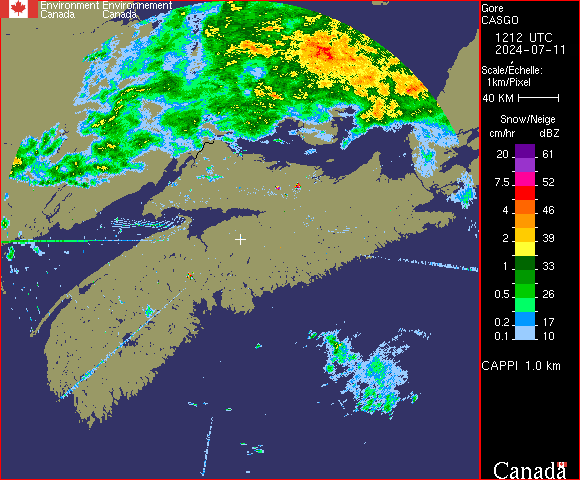 Environment Environnement
Canada Canada
Gore
CASGO
1212 UTC
2024-07-11
Scale/Échelle:
1km/Pixel
40 KM
Snow/Neige
cm/hr dBZ
20 61
7.5 52
4 46
2 39
1 33
0.5 26
0.2 17
0.1 10
CAPPI 1.0 km
Canada